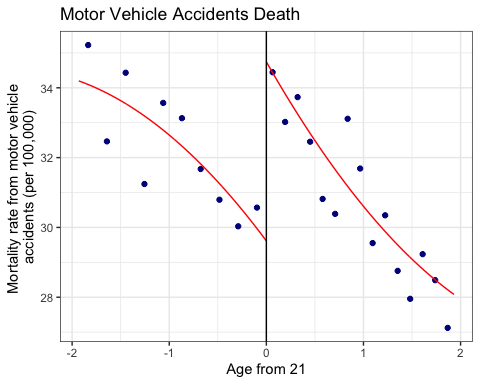 Motor Vehicle Accidents Death
Mortality rate from motor vehicle
accidents (per 100,000)
34
32
30
28
-2
-1
0
1
2
Age from 21